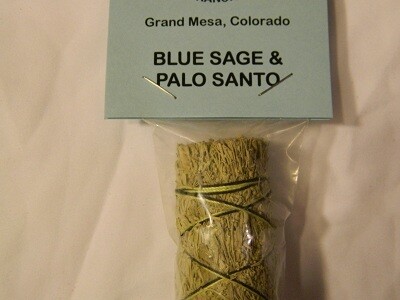 Grand Mesa, Colorado
BLUE SAGE &
PALO SANTO